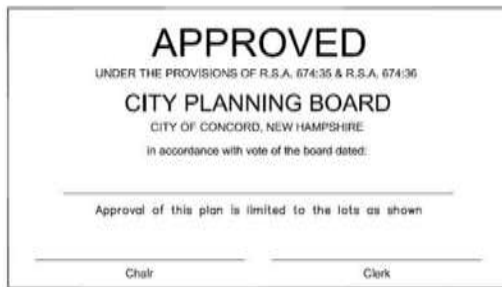 APPROVED
UNDER THE PROVISIONS OF R.S.A. 674:35 & R.S.A. 674:36
CITY PLANNING BOARD
CITY OF CONCORD, NEW HAMPSHIRE
in accordance with vote of the board dated:
Approval of this plan is limited to the lots as shown
Chair Clerk